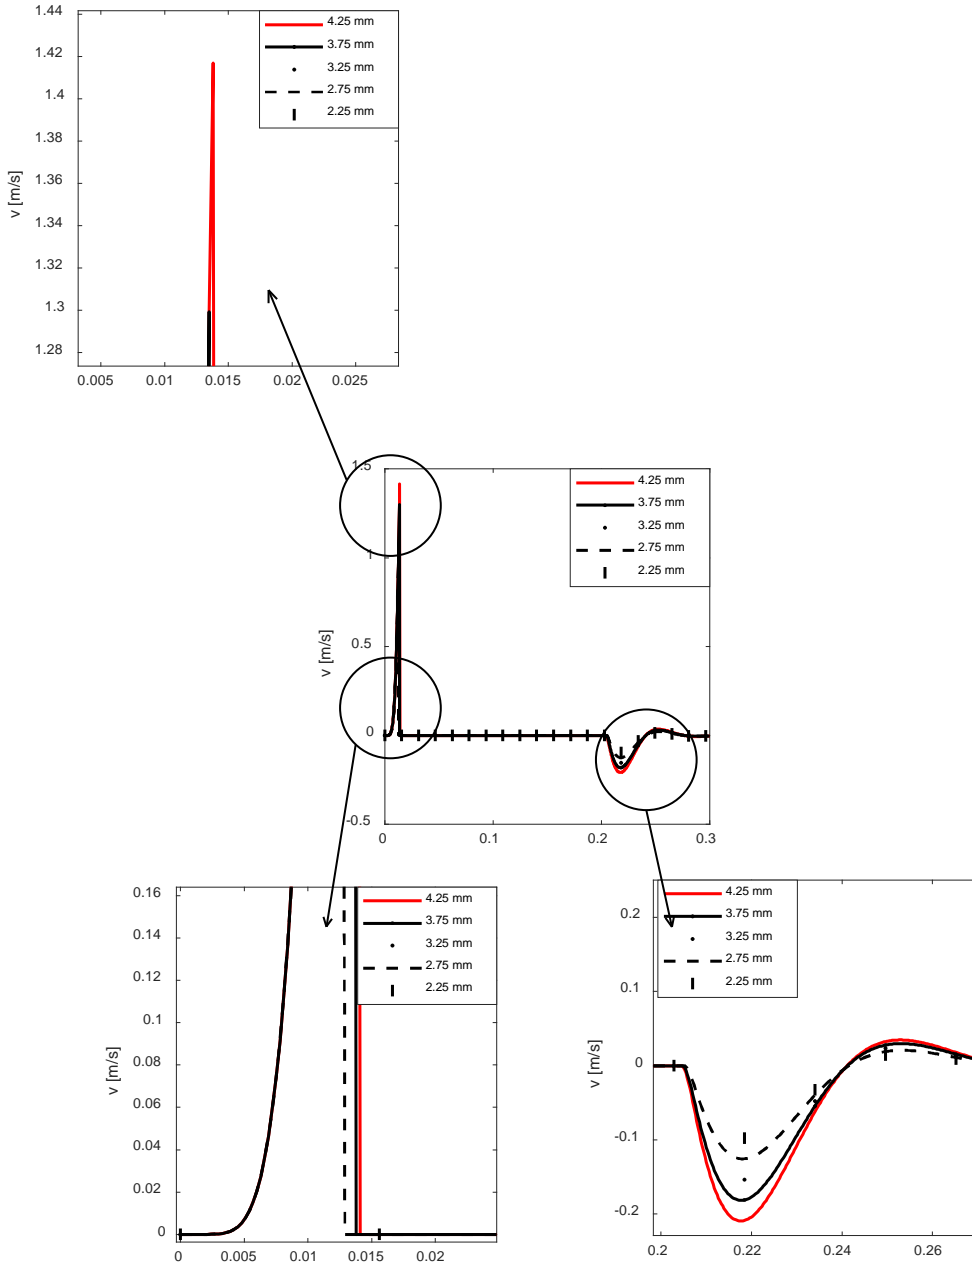 1.44
1.42
1.4
1.38
1.36
1.34
1.32
1.3
1.28
v [m/s]
0.005 0.01 0.015 0.02 0.025
4.25 mm
3.75 mm
3.25 mm
2.75 mm
2.25 mm
1.5
1
0.5
0
-0.5
v [m/s]
0 0.1 0.2 0.3
4.25 mm
3.75 mm
3.25 mm
2.75 mm
2.25 mm
0.16
0.14
0.12
0.1
0.08
0.06
0.04
0.02
0
v [m/s]
0 0.005 0.01 0.015 0.02
4.25 mm
3.75 mm
3.25 mm
2.75 mm
2.25 mm
0.2
0.1
0
-0.1
-0.2
v [m/s]
0.2 0.22 0.24 0.26
4.25 mm
3.75 mm
3.25 mm
2.75 mm
2.25 mm